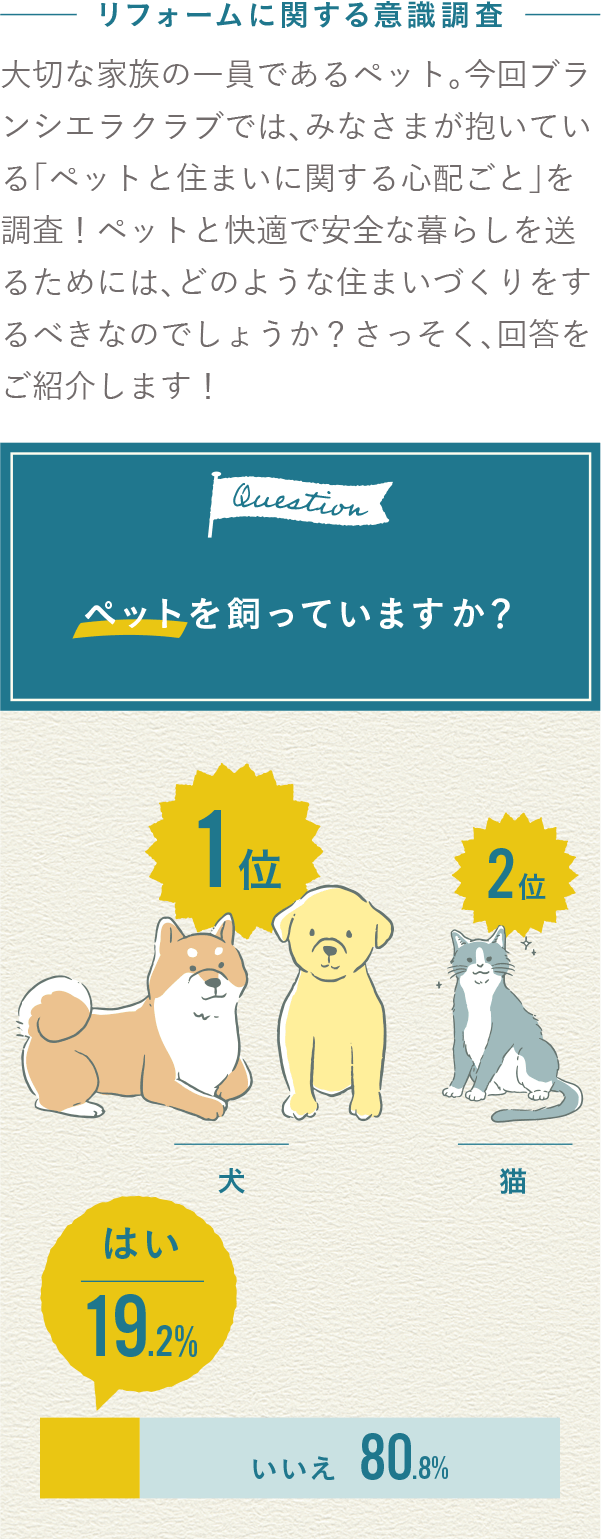 リフォームに関する意識調査
大切な家族の一員であるペット。今回ブラ
ンシエラクラブでは、みなさまが抱いてい
る「ペットと住まいに関する心配ごと」を
調査！ペットと快適で安全な暮らしを送
るためには、どのような住まいづくりをす
るべきなのでしょうか？さっそく、回答を
ご紹介します！
Question
ペットを飼っていますか？
1位
2位
犬
猫
はい
19.2%
いいえ 80.8%